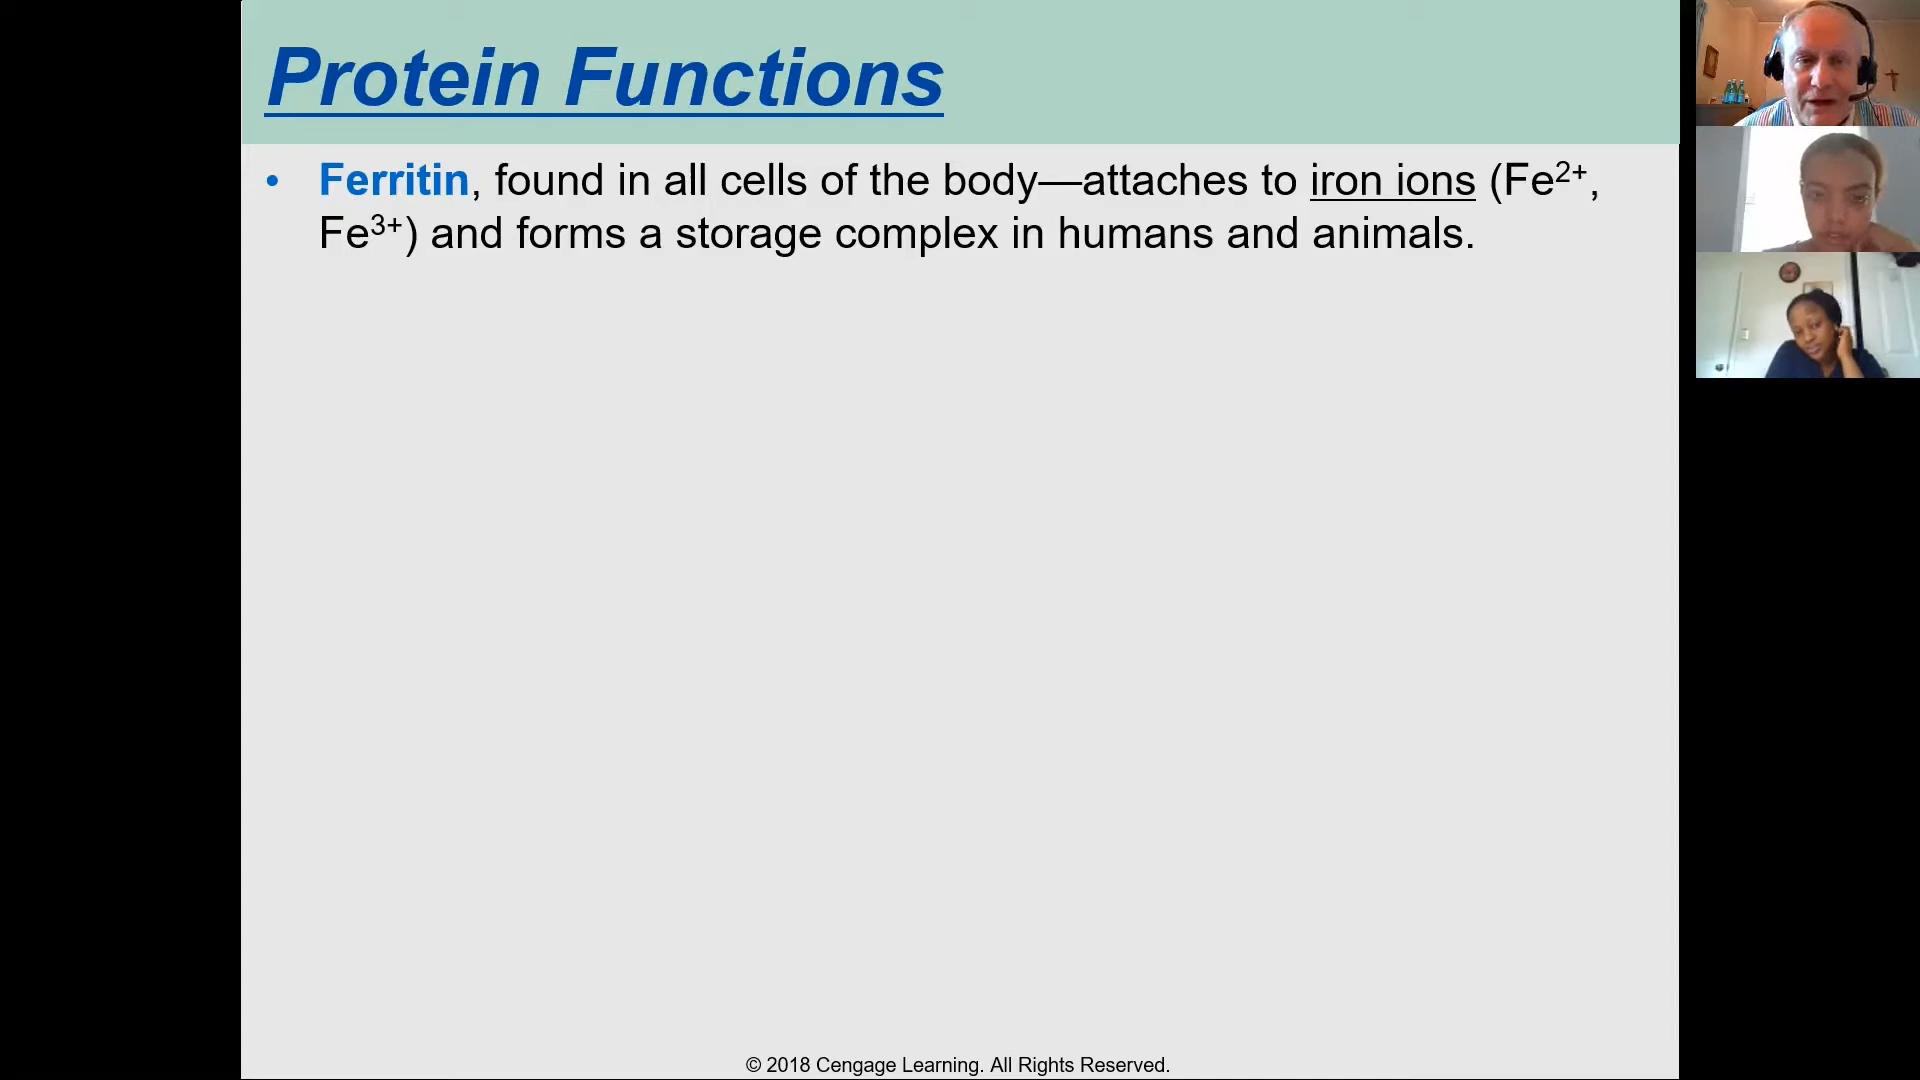 Protein Functions
• Ferritin, found in all cells of the body—attaches to iron ions (Fe²⁺,
Fe³⁺) and forms a storage complex in humans and animals.
© 2018 Cengage Learning. All Rights Reserved.